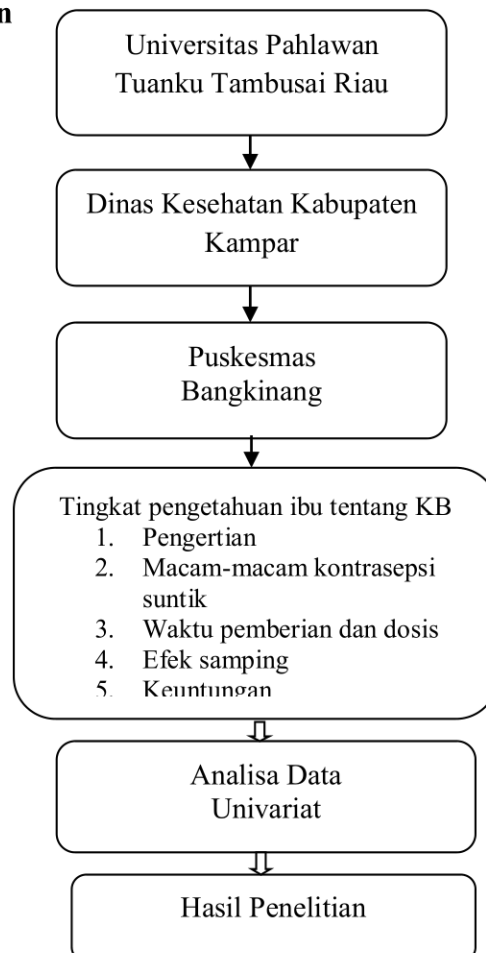 n
Universitas Pahlawan
Tuanku Tambusai Riau
Dinas Kesehatan Kabupaten
Kampar
Puskesmas
Bangkinang
Tingkat pengetahuan ibu tentang KB
1. Pengertian
2. Macam-macam kontrasepsi
suntik
3. Waktu pemberian dan dosis
4. Efek samping
5. Keuntungan
Analisa Data
Univariat
Hasil Penelitian